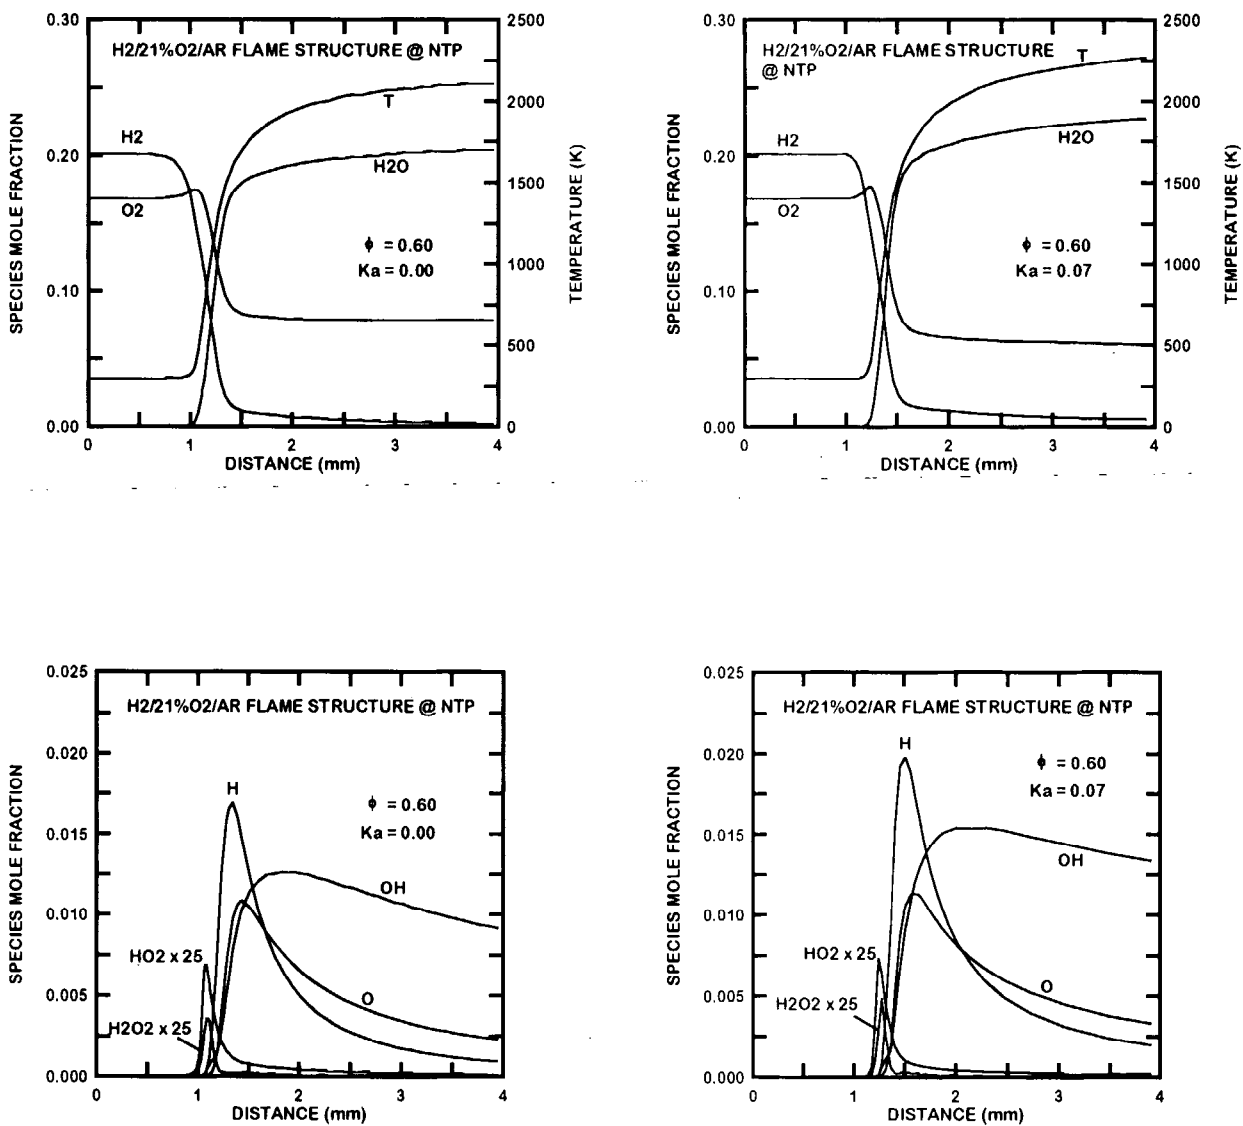 0.30
0.20
0.10
0.00
SPECIES MOLE FRACTION
H2/21%O2/AR FLAME STRUCTURE @ NTP
H2
O2
T
H2O
ϕ = 0.60
Ka = 0.00
2500
2000
1500
1000
500
0
TEMPERATURE (K)
0 1 2 3 4
DISTANCE (mm)
0.30
0.20
0.10
0.00
SPECIES MOLE FRACTION
H2/21%O2/AR FLAME STRUCTURE
@ NTP
T
H2
O2
H2O
ϕ = 0.60
Ka = 0.07
2500
2000
1500
1000
500
0
TEMPERATURE (K)
0 1 2 3 4
DISTANCE (mm)
0.025
0.020
0.015
0.010
0.005
0.000
SPECIES MOLE FRACTION
H2/21%O2/AR FLAME STRUCTURE @ NTP
H
ϕ = 0.60
Ka = 0.00
OH
HO2 x 25
O
H2O2 x 25
0 1 2 3 4
DISTANCE (mm)
0.025
0.020
0.015
0.010
0.005
0.000
SPECIES MOLE FRACTION
H2/21%O2/AR FLAME STRUCTURE @ NTP
H
ϕ = 0.60
Ka = 0.07
OH
HO2 x 25
O
H2O2 x 25
0 1 2 3 4
DISTANCE (mm)